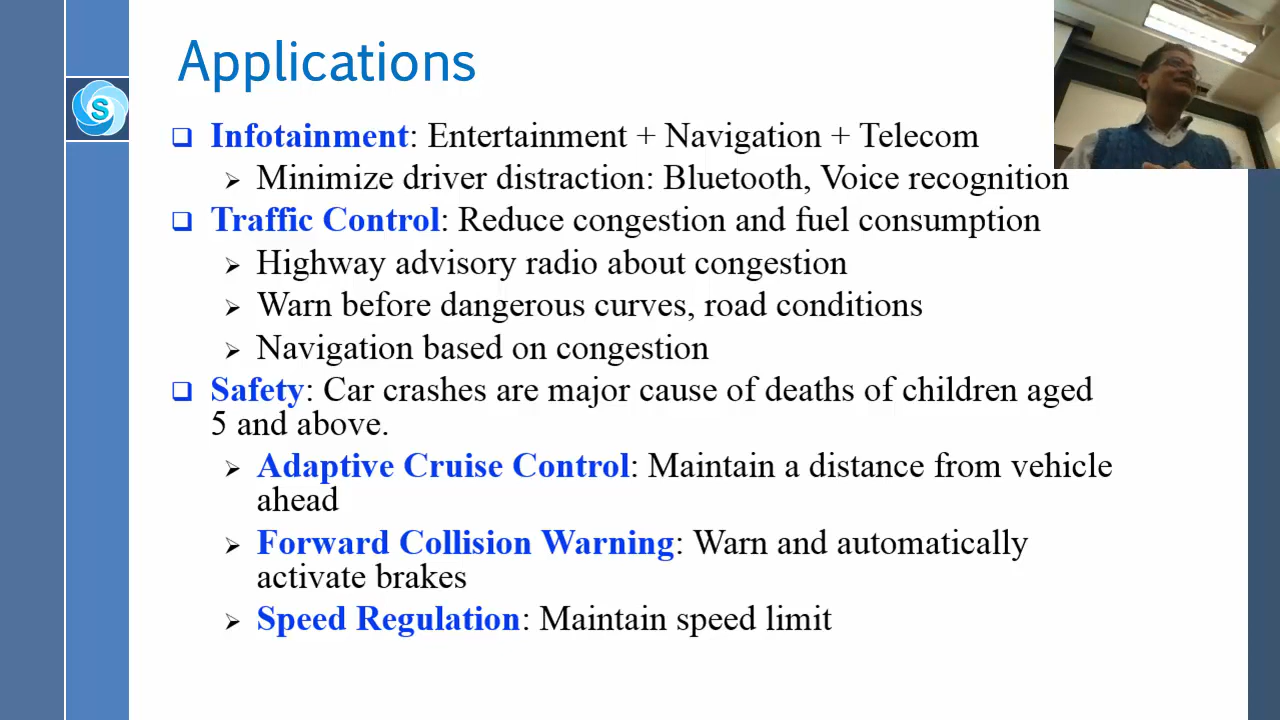 Applications
S
Infotainment: Entertainment + Navigation + Telecom
Minimize driver distraction: Bluetooth, Voice recognition
Traffic Control: Reduce congestion and fuel consumption
Highway advisory radio about congestion
Warn before dangerous curves, road conditions
Navigation based on congestion
Safety: Car crashes are major cause of deaths of children aged
5 and above.
Adaptive Cruise Control: Maintain a distance from vehicle
ahead
Forward Collision Warning: Warn and automatically
activate brakes
Speed Regulation: Maintain speed limit